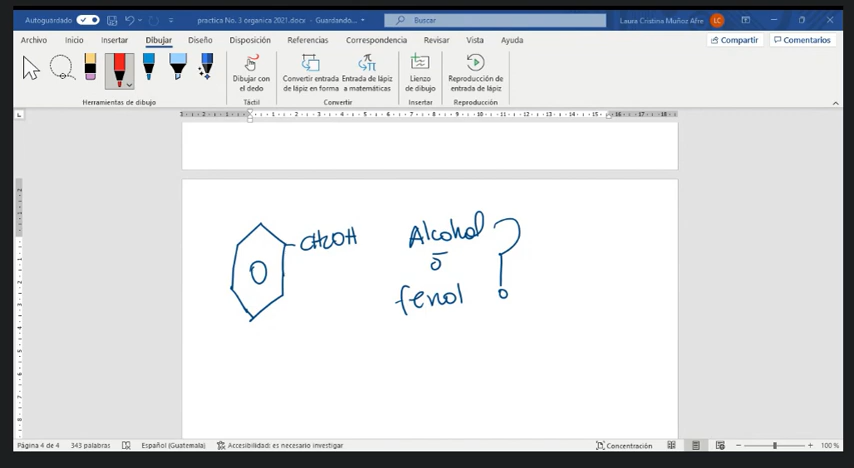 Autoguardado
practica No. 3 organica 2021.docx - Guardando...
Buscar
Laura Cristina Muñoz Afre
LC
Archivo Inicio Insertar Dibujar Diseño Disposición Referencias Correspondencia Revisar Vista Ayuda
Compartir Comentarios
Dibujar con el dedo
Convertir entrada de lápiz en forma
Entrada de lápiz a matemáticas
Lienzo de dibujo
Reproducción de entrada de lápiz
Herramientas de dibujo Táctil Convertir Insertar Reproducción
CH2OH Alcohol
ō
fenol ?
Página 4 de 4 343 palabras Español (Guatemala) Accesibilidad: es necesario investigar Concentración 100 %